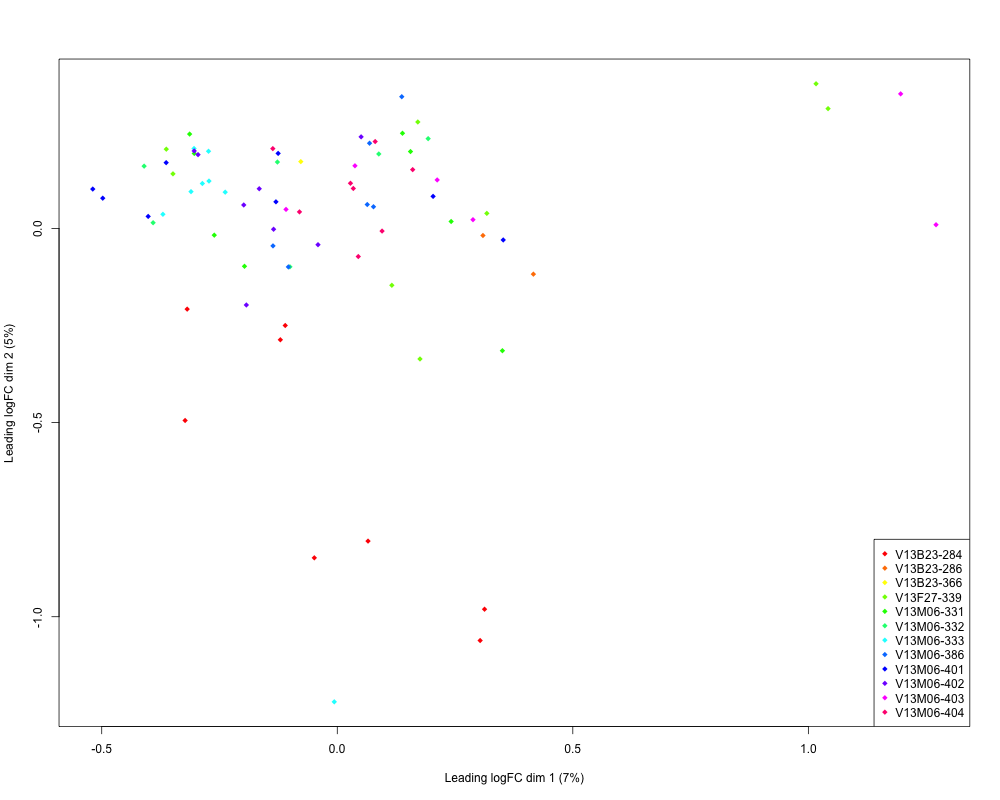 0.0
-0.5
-1.0
Leading logFC dim 2 (5%)
V13B23-284
V13B23-286
V13B23-366
V13F27-339
V13M06-331
V13M06-332
V13M06-333
V13M06-386
V13M06-401
V13M06-402
V13M06-403
V13M06-404
-0.5
0.0
0.5
1.0
Leading logFC dim 1 (7%)